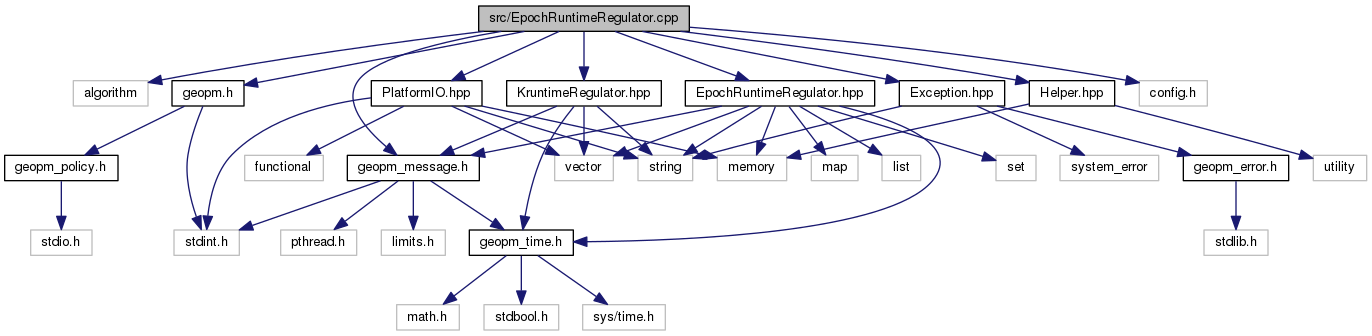 src/EpochRuntimeRegulator.cpp
algorithm
geopm.h
PlatformIO.hpp
KruntimeRegulator.hpp
EpochRuntimeRegulator.hpp
Exception.hpp
Helper.hpp
config.h
geopm_policy.h
functional
geopm_message.h
vector
string
memory
map
list
set
system_error
geopm_error.h
utility
stdio.h
stdint.h
pthread.h
limits.h
geopm_time.h
stdlib.h
math.h
stdbool.h
sys/time.h